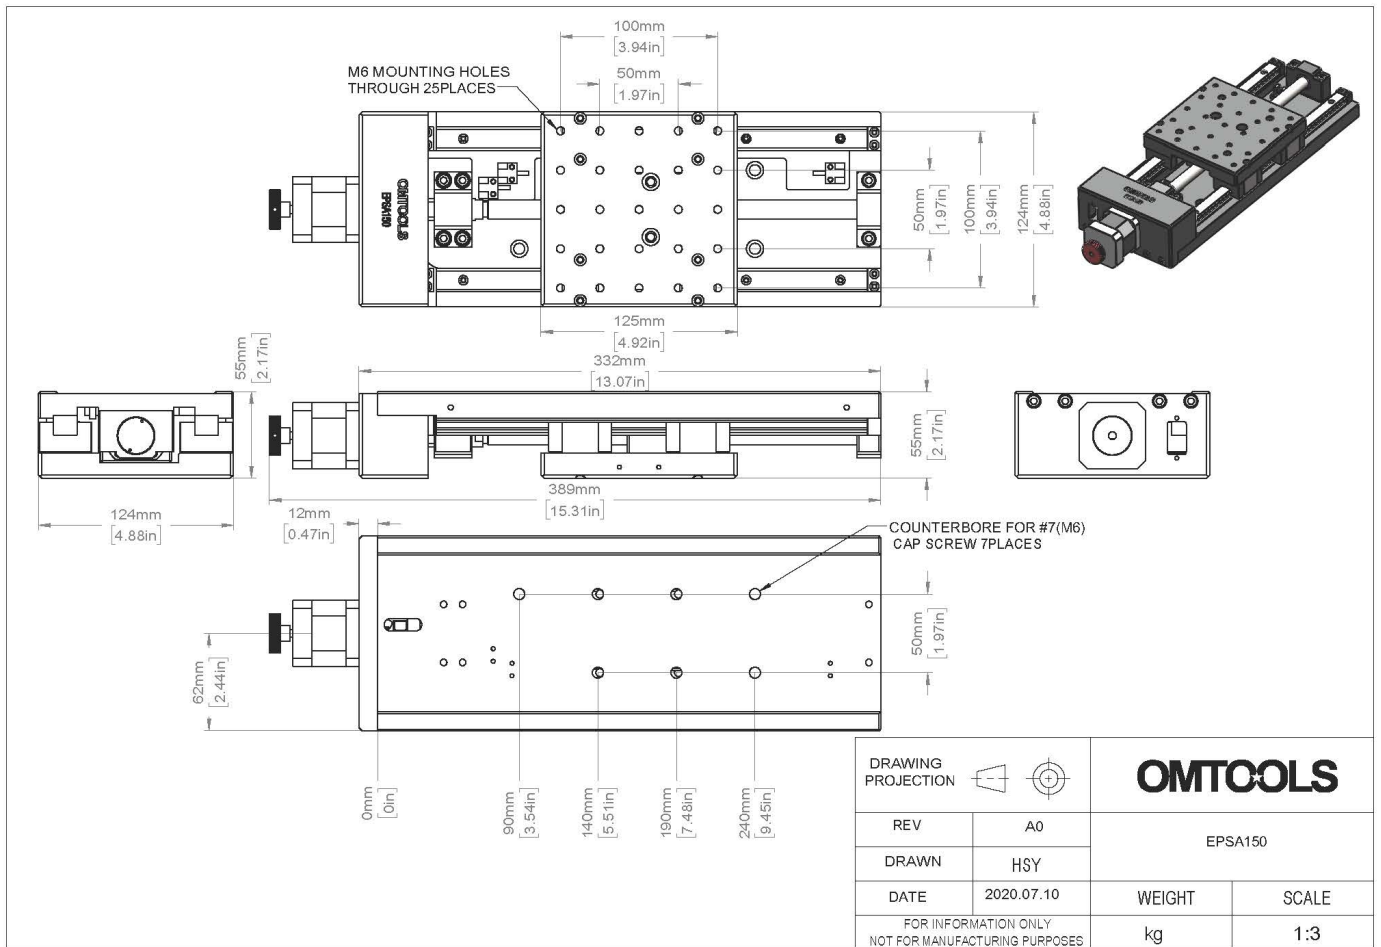 100mm
[3.94in]
M6 MOUNTING HOLES
THROUGH 25PLACES
50mm
[1.97in]
OMTOOLS
EPSA150
50mm
[1.97in]
100mm
[3.94in]
124mm
[4.88in]
125mm
[4.92in]
332mm
[13.07in]
55mm
[2.17in]
55mm
[2.17in]
124mm
[4.88in]
389mm
[15.31in]
12mm
[0.47in]
COUNTERBORE FOR #7(M6)
CAP SCREW 7PLACES
50mm
[1.97in]
62mm
[2.44in]
0mm
[0in]
90mm
[3.54in]
140mm
[5.51in]
190mm
[7.48in]
240mm
[9.45in]
DRAWING
PROJECTION
OMTOOLS
REV A0
EPSA150
DRAWN HSY
DATE 2020.07.10
WEIGHT SCALE
FOR INFORMATION ONLY
NOT FOR MANUFACTURING PURPOSES
kg 1:3